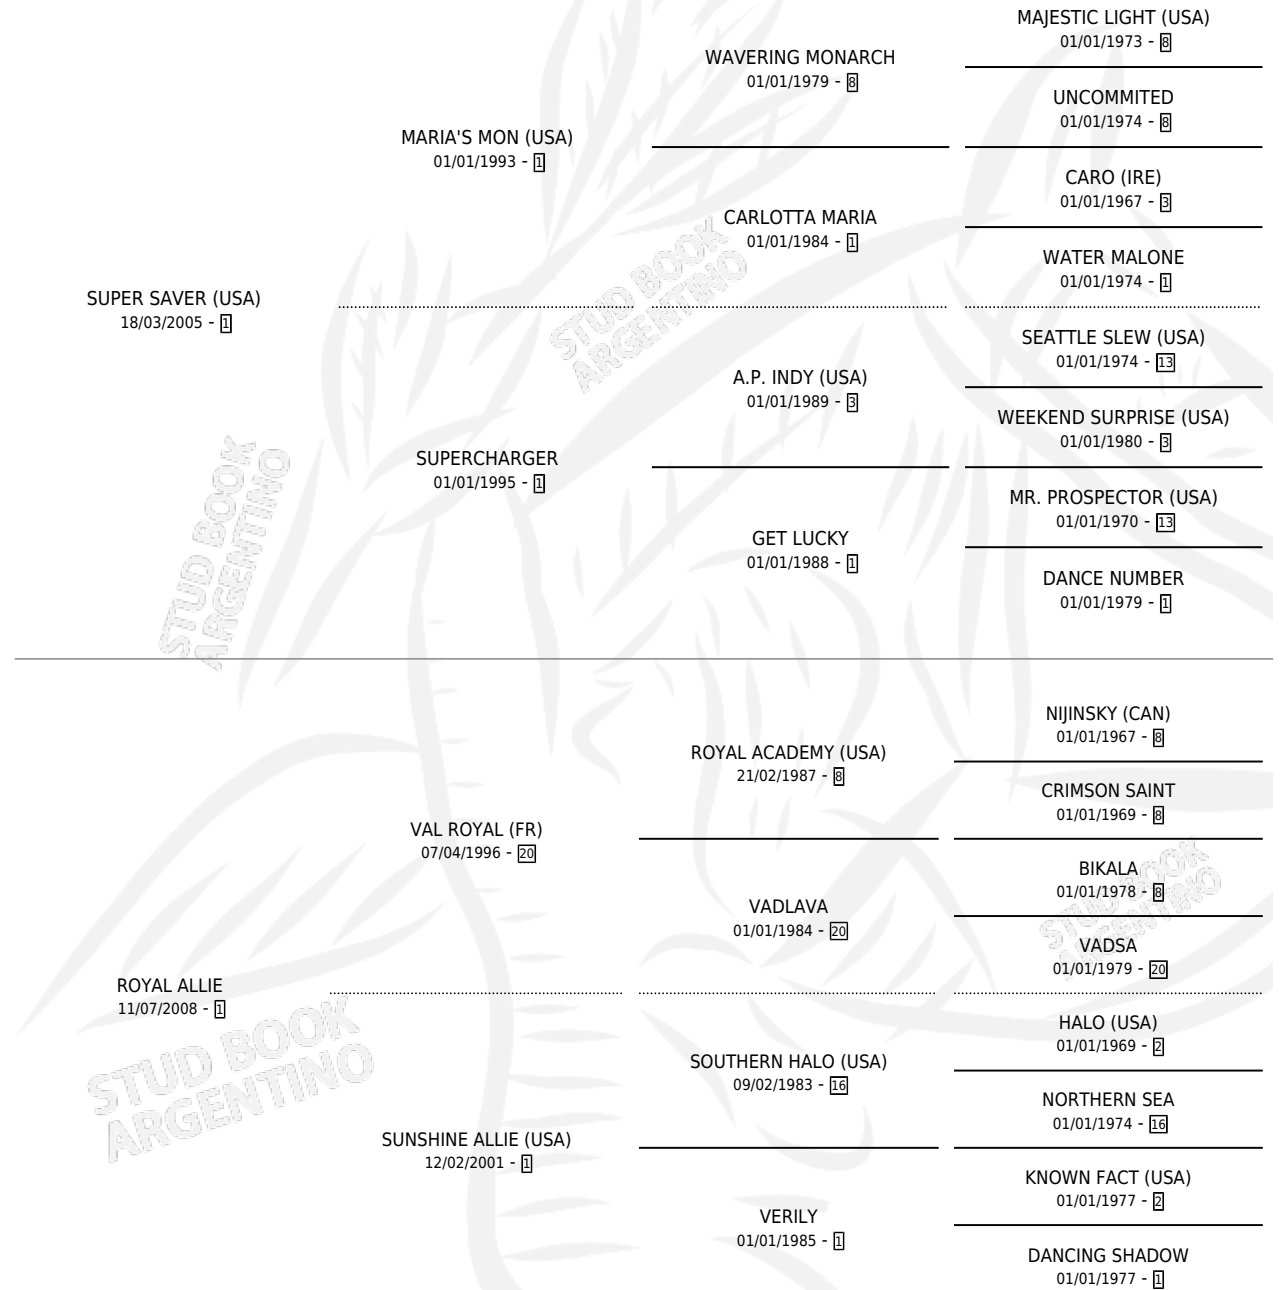 MAJESTIC LIGHT (USA)
01/01/1973 - 8
WAVERING MONARCH
01/01/1979 - 8
UNCOMMITED
01/01/1974 - 8
MARIA'S MON (USA)
01/01/1993 - 1
CARO (IRE)
01/01/1967 - 3
CARLOTTA MARIA
01/01/1984 - 1
WATER MALONE
01/01/1974 - 1
SUPER SAVER (USA)
18/03/2005 - 1
STUD BOOK
ARGENTINO
SEATTLE SLEW (USA)
01/01/1974 - 13
A.P. INDY (USA)
01/01/1989 - 3
WEEKEND SURPRISE (USA)
01/01/1980 - 3
SUPERCHARGER
01/01/1995 - 1
MR. PROSPECTOR (USA)
01/01/1970 - 13
GET LUCKY
01/01/1988 - 1
DANCE NUMBER
01/01/1979 - 1
STUD BOOK
ARGENTINO
NIJINSKY (CAN)
01/01/1967 - 8
ROYAL ACADEMY (USA)
21/02/1987 - 8
CRIMSON SAINT
01/01/1969 - 8
VAL ROYAL (FR)
07/04/1996 - 20
BIKALA
01/01/1978 - 8
VADLAVA
01/01/1984 - 20
VADSA
01/01/1979 - 20
STUD BOOK
ARGENTINO
ROYAL ALLIE
11/07/2008 - 1
HALO (USA)
01/01/1969 - 2
SOUTHERN HALO (USA)
09/02/1983 - 16
NORTHERN SEA
01/01/1974 - 16
STUD BOOK
ARGENTINO
SUNSHINE ALLIE (USA)
12/02/2001 - 1
KNOWN FACT (USA)
01/01/1977 - 2
VERILY
01/01/1985 - 1
DANCING SHADOW
01/01/1977 - 1